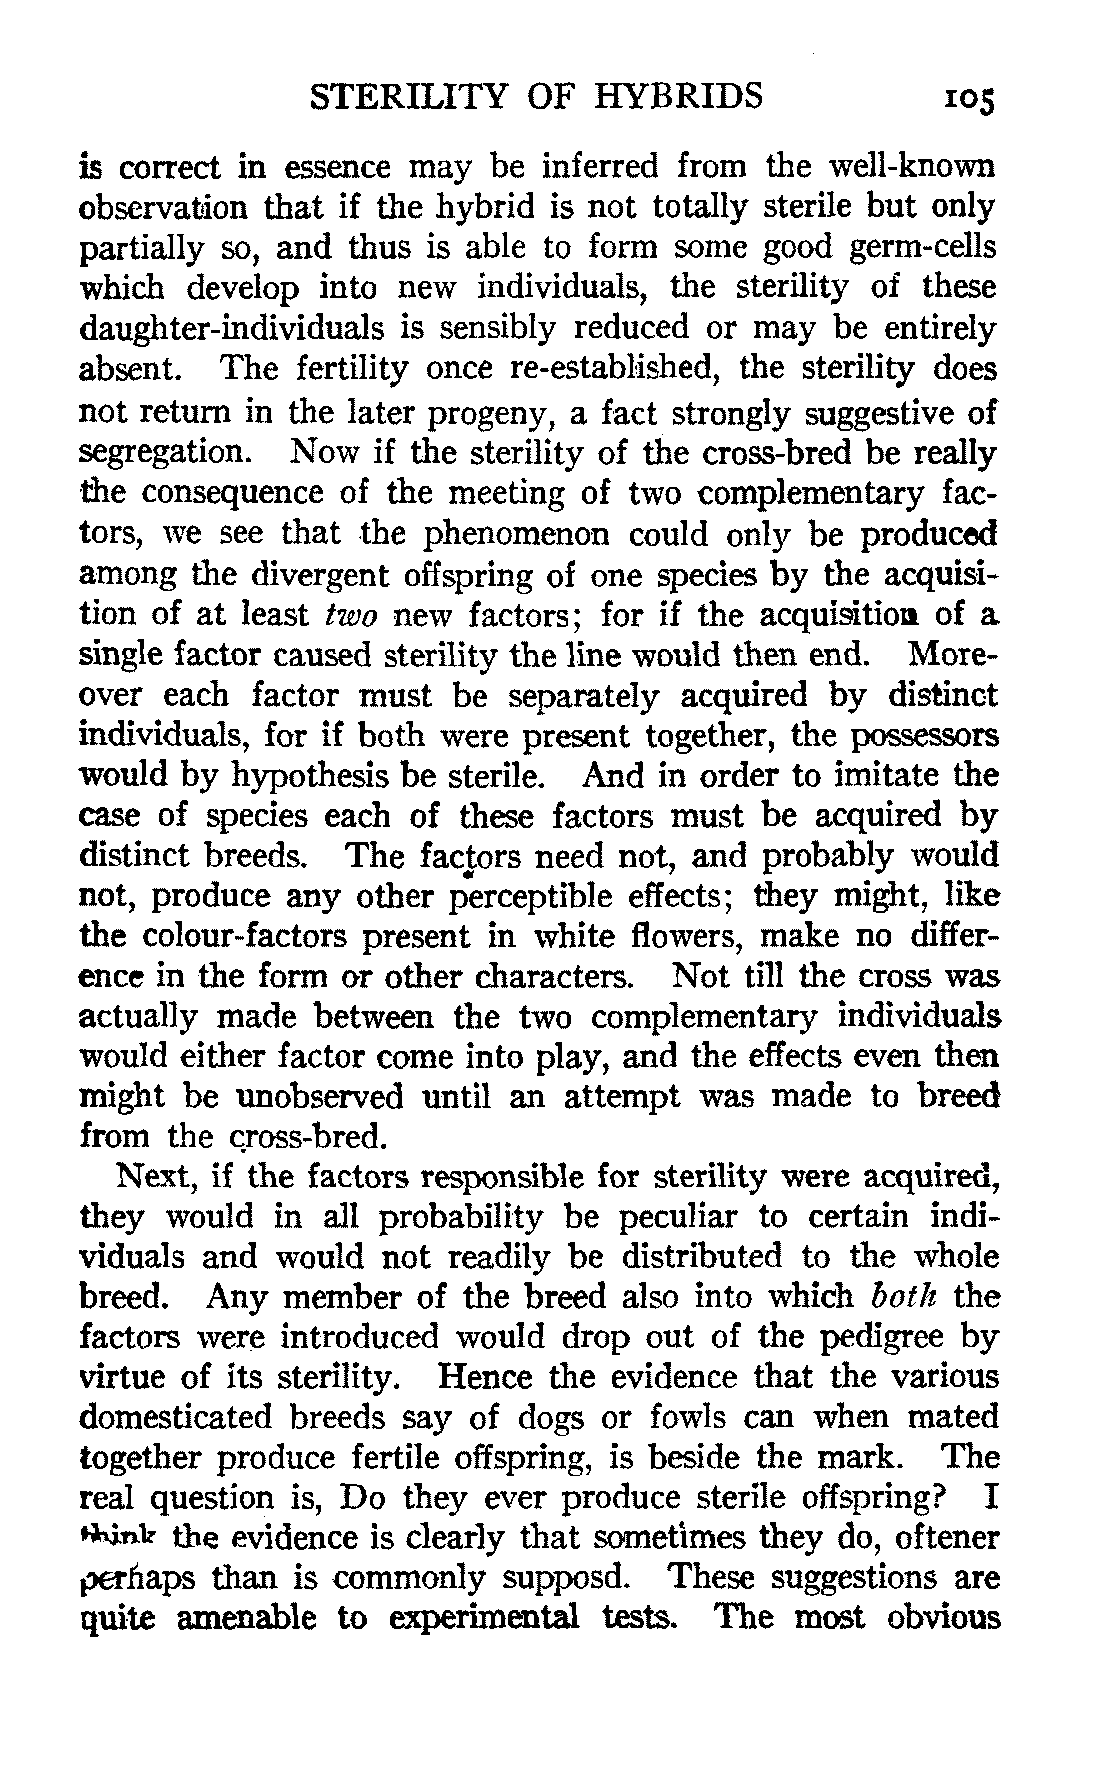 STERILITY OF HYBRIDS 105
is correct in essence may be inferred from the well-known
observation that if the hybrid is not totally sterile but only
partially so, and thus is able to form some good germ-cells
which develop into new individuals, the sterility of these
daughter-individuals is sensibly reduced or may be entirely
absent. The fertility once re-established, the sterility does
not return in the later progeny, a fact strongly suggestive of
segregation. Now if the sterility of the cross-bred be really
the consequence of the meeting of two complementary fac-
tors, we see that the phenomenon could only be produced
among the divergent offspring of one species by the acquisi-
tion of at least two new factors; for if the acquisition of a
single factor caused sterility the line would then end. More-
over each factor must be separately acquired by distinct
individuals, for if both were present together, the possessors
would by hypothesis be sterile. And in order to imitate the
case of species each of these factors must be acquired by
distinct breeds. The factors need not, and probably would
not, produce any other perceptible effects; they might, like
the colour-factors present in white flowers, make no differ-
ence in the form or other characters. Not till the cross was
actually made between the two complementary individuals
would either factor come into play, and the effects even then
might be unobserved until an attempt was made to breed
from the cross-bred.
Next, if the factors responsible for sterility were acquired,
they would in all probability be peculiar to certain indi-
viduals and would not readily be distributed to the whole
breed. Any member of the breed also into which both the
factors were introduced would drop out of the pedigree by
virtue of its sterility. Hence the evidence that the various
domesticated breeds say of dogs or fowls can when mated
together produce fertile offspring, is beside the mark. The
real question is, Do they ever produce sterile offspring? I
think the evidence is clearly that sometimes they do, oftener
perhaps than is commonly supposd. These suggestions are
quite amenable to experimental tests. The most obvious